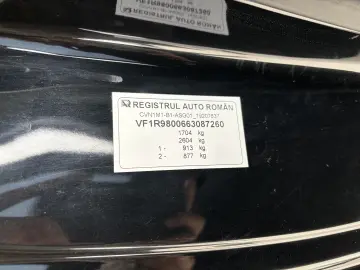 REGISTRUL AUTO ROMÂN
VF1R9800663087260
1704 kg.
2604 kg.
1 - 913 kg.
2 - 877 kg.